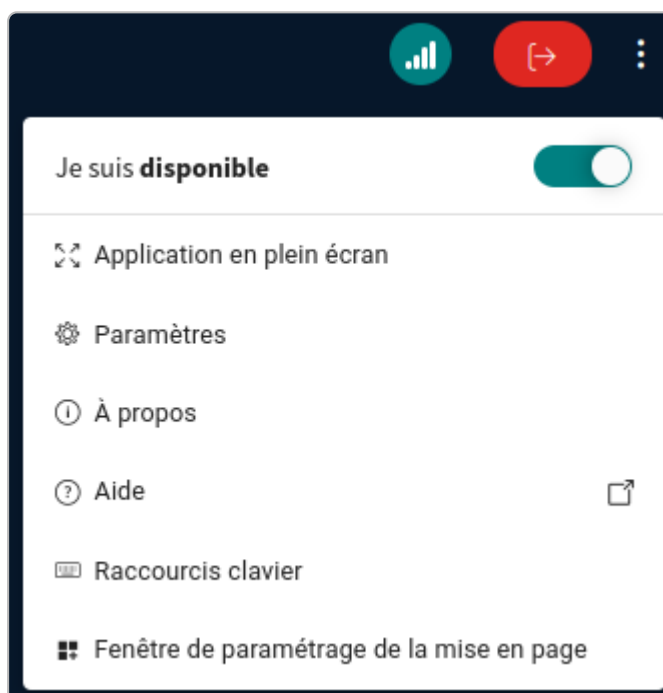 Je suis disponible
Application en plein écran
Paramètres
À propos
Aide
Raccourcis clavier
Fenêtre de paramétrage de la mise en page